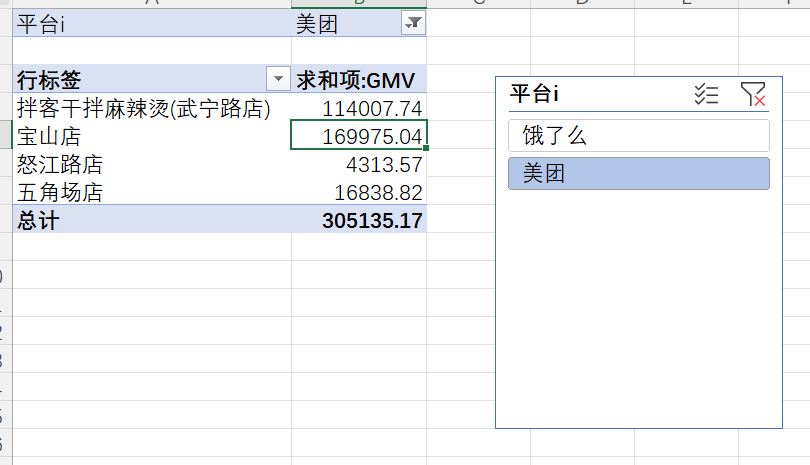 平台i 美团
行标签 求和项:GMV
拌客干拌麻辣烫(武宁路店) 114007.74
宝山店 169975.04
怒江路店 4313.57
五角场店 16838.82
总计 305135.17
平台i
饿了么
美团